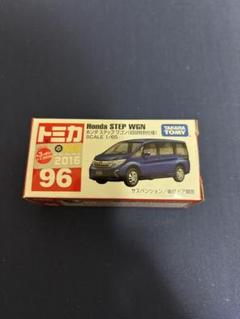 トミカ
Honda STEP WGN
ホンダ ステップワゴン(初回特別仕様)
SCALE 1/65
TAKARA
TOMY
2016
96
サスペンション/後部ドア開閉